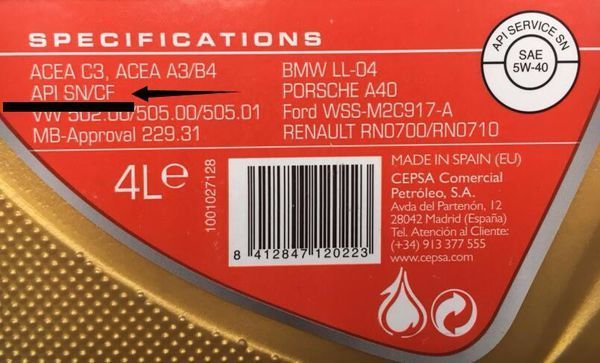 SPECIFICATIONS
ACEA C3, ACEA A3/B4
API SN/CF
VW 502.00/505.00/505.01
MB-Approval 229.31
BMW LL-04
PORSCHE A40
Ford WSS-M2C917-A
RENAULT RN0700/RN0710
API SERVICE SN
SAE
5W-40
4Le
1001027128
8 412847 120223
MADE IN SPAIN (EU)
CEPSA Comercial
Petróleo, S.A.
Avda del Partenón, 12
28042 Madrid (España)
Tel. Atención al Cliente:
(+34) 913 377 555
www.cepsa.com